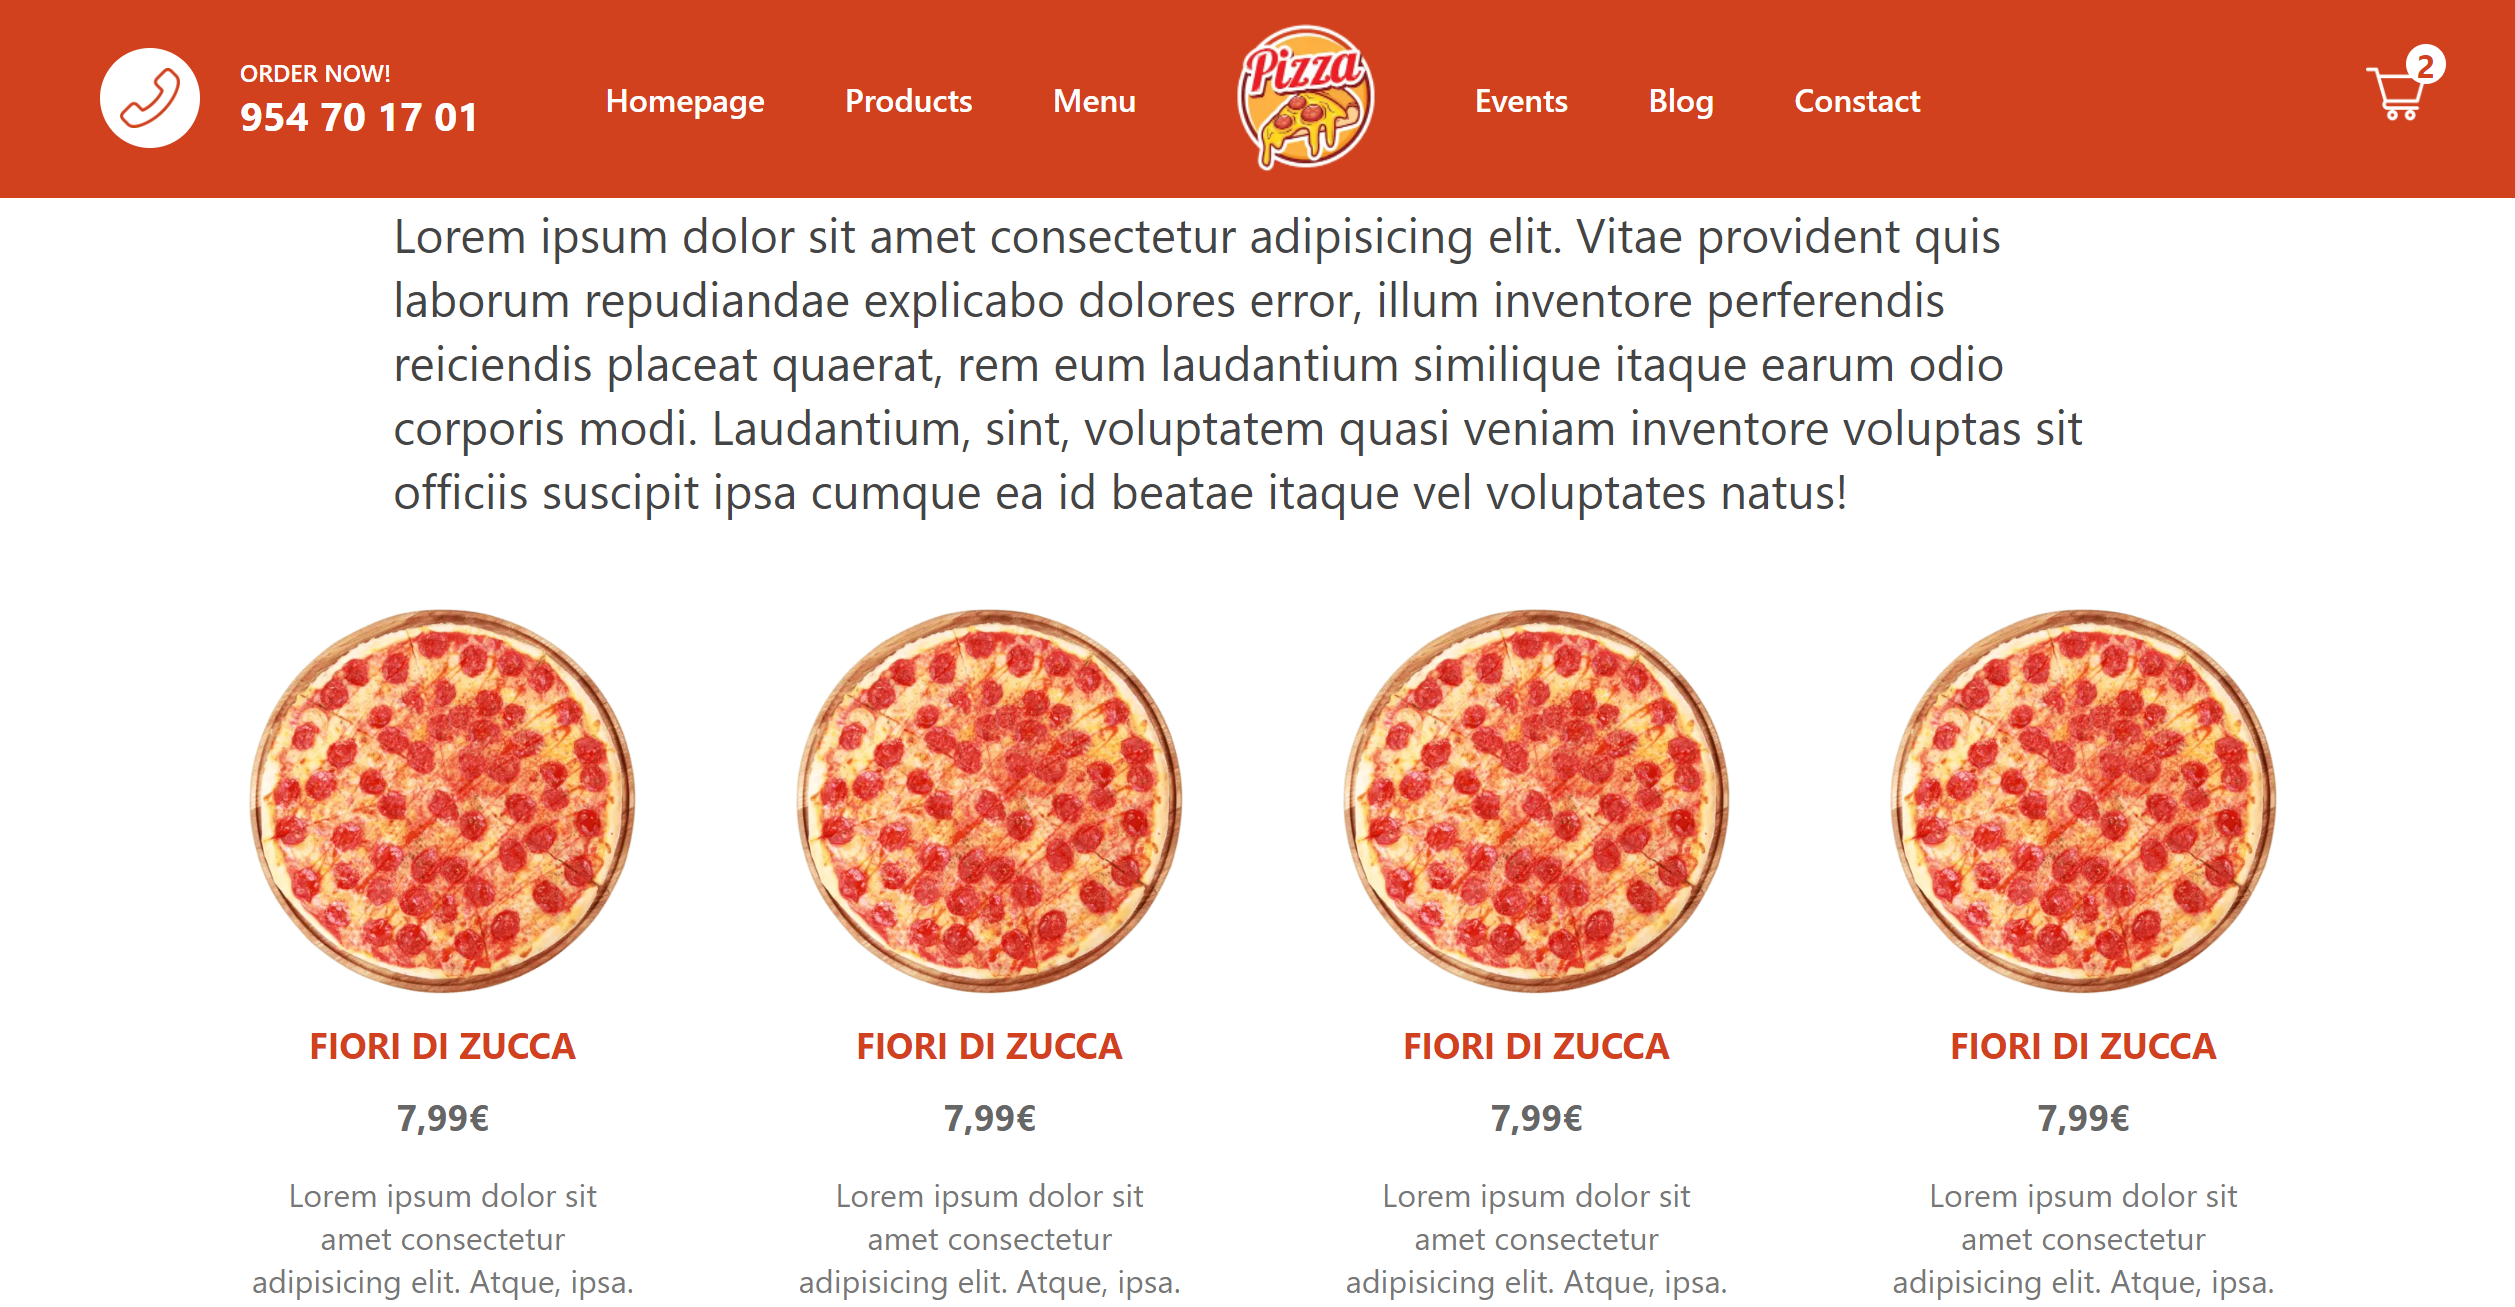 ORDER NOW!
954 70 17 01
Homepage
Products
Menu
Pizza
Events
Blog
Constact
2
Lorem ipsum dolor sit amet consectetur adipisicing elit. Vitae provident quis
laborum repudiandae explicabo dolores error, illum inventore perferendis
reiciendis placeat quaerat, rem eum laudantium similique itaque earum odio
corporis modi. Laudantium, sint, voluptatem quasi veniam inventore voluptas sit
officiis suscipit ipsa cumque ea id beatae itaque vel voluptates natus!
FIORI DI ZUCCA
7,99€
Lorem ipsum dolor sit
amet consectetur
adipisicing elit. Atque, ipsa.
FIORI DI ZUCCA
7,99€
Lorem ipsum dolor sit
amet consectetur
adipisicing elit. Atque, ipsa.
FIORI DI ZUCCA
7,99€
Lorem ipsum dolor sit
amet consectetur
adipisicing elit. Atque, ipsa.
FIORI DI ZUCCA
7,99€
Lorem ipsum dolor sit
amet consectetur
adipisicing elit. Atque, ipsa.